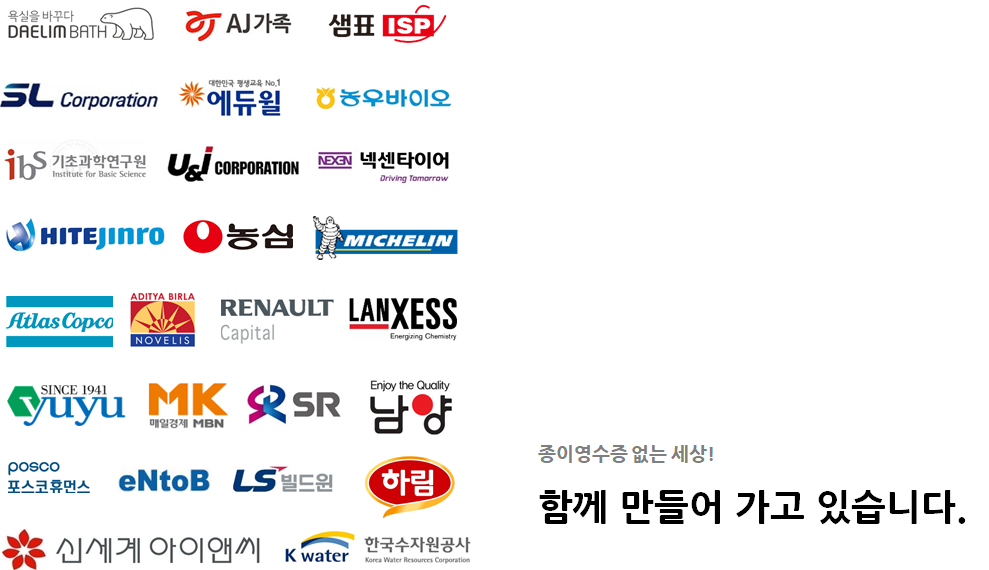 욕실을 바꾸다
DAELIM BATH
AJ가족
샘표 ISP
SL Corporation
대한민국 평생교육 No.1
에듀윌
농우바이오
ibs 기초과학연구원
Institute for Basic Science
U&i CORPORATION
NEXEN 넥센타이어
Driving Tomorrow
HITEJINRO
농심
MICHELIN
Atlas Copco
ADITYA BIRLA
NOVELIS
RENAULT
Capital
LANXESS
Energizing Chemistry
SINCE 1941
yuyu
MK
매일경제 MBN
SR
Enjoy the Quality
남양
posco
포스코휴먼스
eNtoB
LS빌드윈
하림
신세계 아이앤씨
K water 한국수자원공사
Korea Water Resources Corporation
종이영수증 없는 세상!
함께 만들어 가고 있습니다.